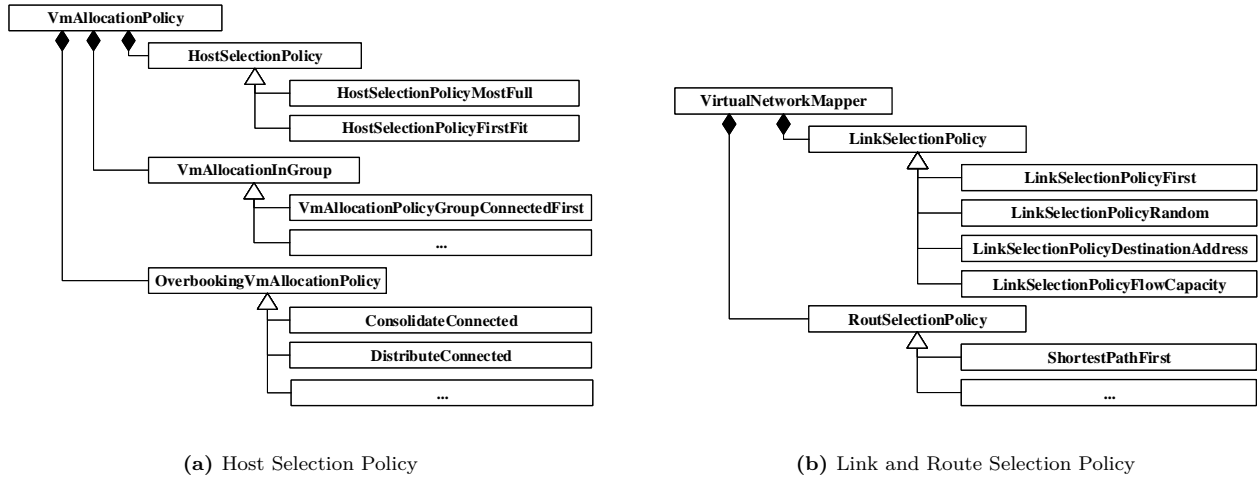 VmAllocationPolicy
HostSelectionPolicy
HostSelectionPolicyMostFull
HostSelectionPolicyFirstFit
VmAllocationInGroup
VmAllocationPolicyGroupConnectedFirst
...
OverbookingVmAllocationPolicy
ConsolidateConnected
DistributeConnected
...
(a) Host Selection Policy
VirtualNetworkMapper
LinkSelectionPolicy
LinkSelectionPolicyFirst
LinkSelectionPolicyRandom
LinkSelectionPolicyDestinationAddress
LinkSelectionPolicyFlowCapacity
RoutSelectionPolicy
ShortestPathFirst
...
(b) Link and Route Selection Policy